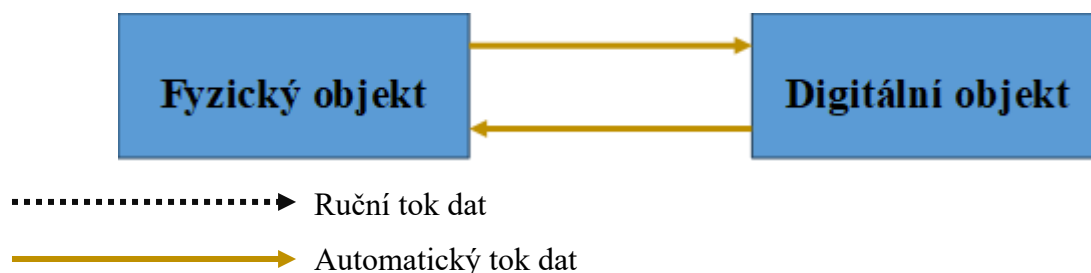 Fyzický objekt
Digitální objekt
Ruční tok dat
Automatický tok dat